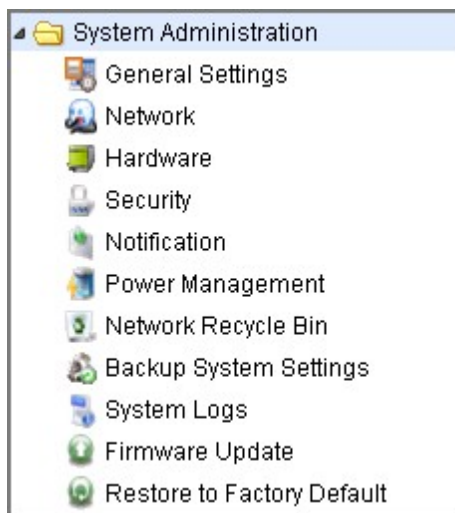 System Administration
General Settings
Network
Hardware
Security
Notification
Power Management
Network Recycle Bin
Backup System Settings
System Logs
Firmware Update
Restore to Factory Default